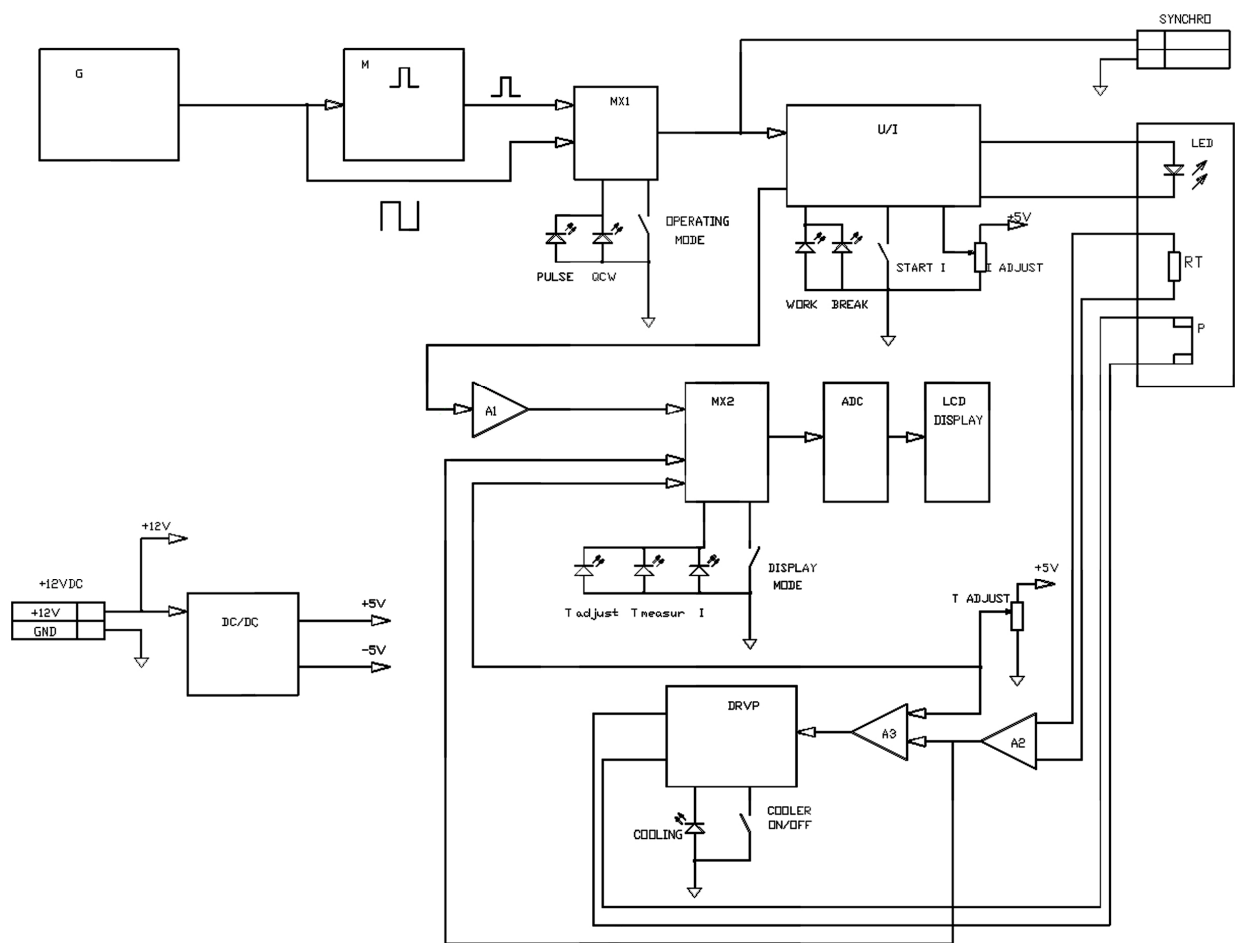 SYNCHRO
G
M
MX1
U/I
LED
OPERATING
MODE
PULSE QCW
+5V
START I
I ADJUST
WORK BREAK
RT
P
A1
MX2
ADC
LCD
DISPLAY
+12V
DISPLAY
MODE
T adjust T measur I
+5V
T ADJUST
+12VDC
+12V
GND
DC/DC
+5V
-5V
DRVP
A3
A2
COOLING
COOLER
ON/OFF